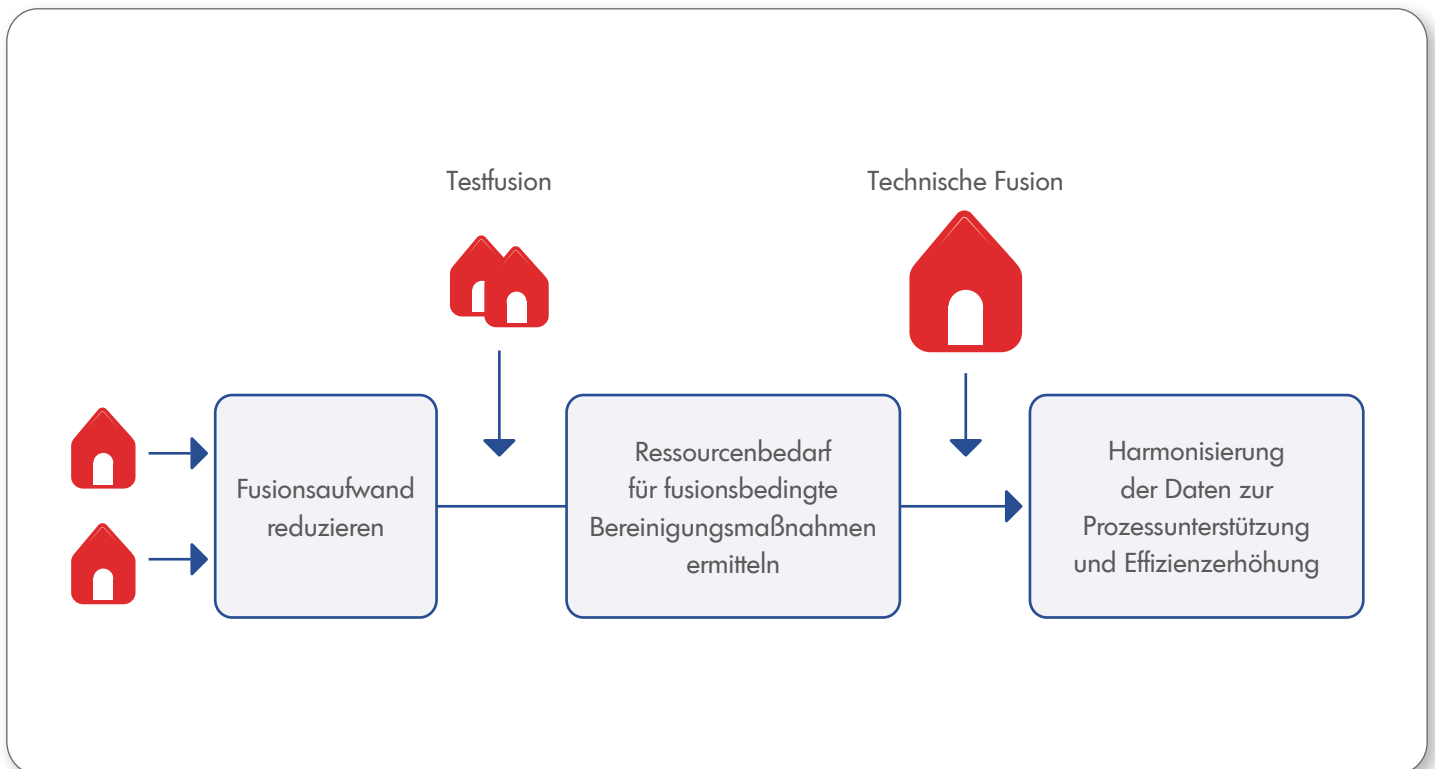 Testfusion
Technische Fusion
Fusionsaufwand
reduzieren
Ressourcenbedarf
für fusionsbedingte
Bereinigungsmaßnahmen
ermitteln
Harmonisierung
der Daten zur
Prozessunterstützung
und Effizienzerhöhung